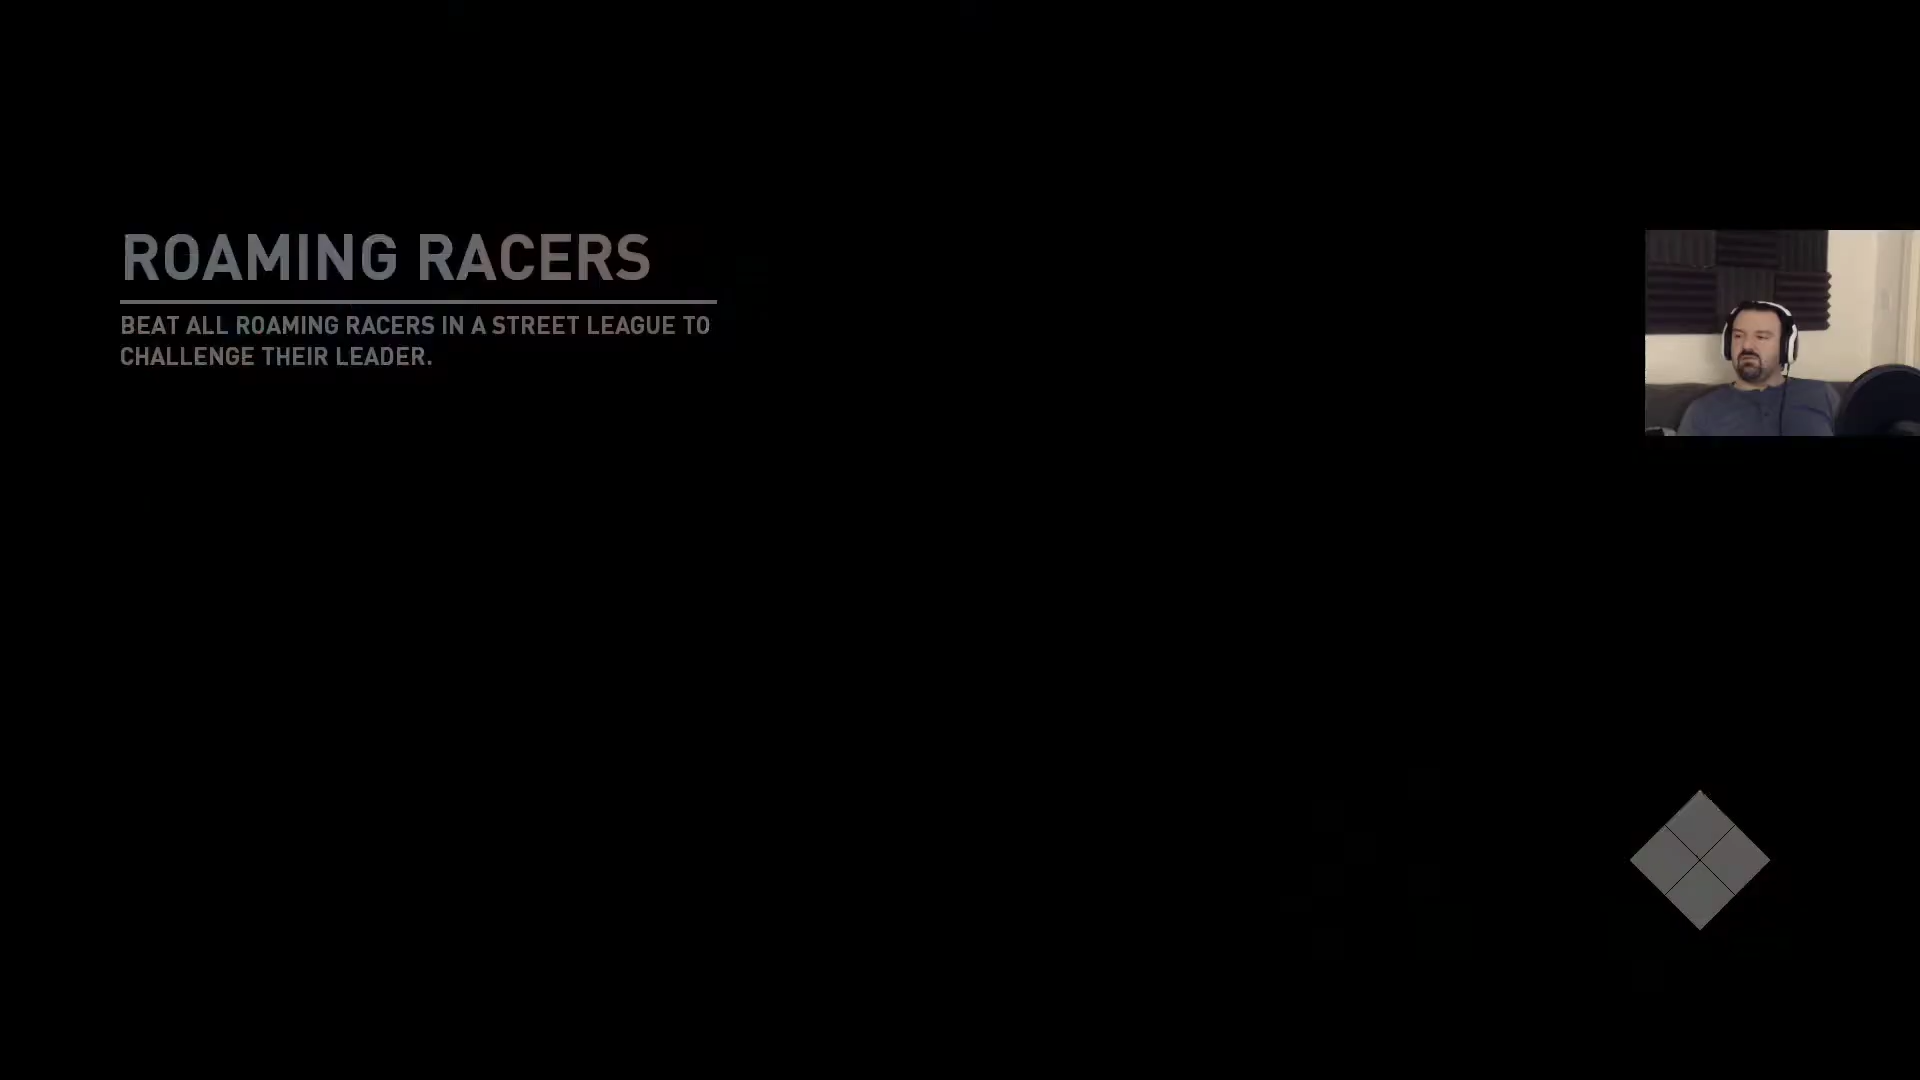 ROAMING RACERS
BEAT ALL ROAMING RACERS IN A STREET LEAGUE TO
CHALLENGE THEIR LEADER.